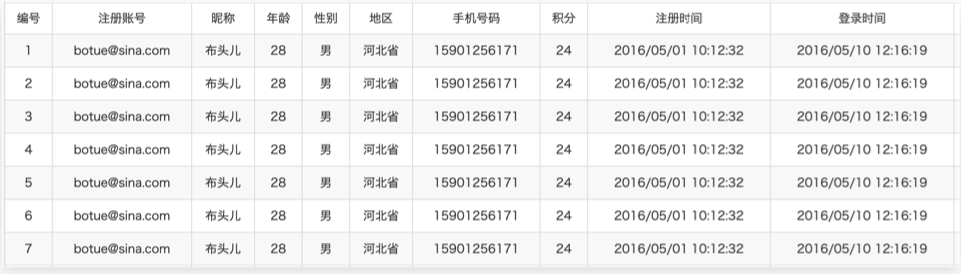 编号 注册账号 昵称 年龄 性别 地区 手机号码 积分 注册时间 登录时间
1 botue@sina.com 布头儿 28 男 河北省 15901256171 24 2016/05/01 10:12:32 2016/05/10 12:16:19
2 botue@sina.com 布头儿 28 男 河北省 15901256171 24 2016/05/01 10:12:32 2016/05/10 12:16:19
3 botue@sina.com 布头儿 28 男 河北省 15901256171 24 2016/05/01 10:12:32 2016/05/10 12:16:19
4 botue@sina.com 布头儿 28 男 河北省 15901256171 24 2016/05/01 10:12:32 2016/05/10 12:16:19
5 botue@sina.com 布头儿 28 男 河北省 15901256171 24 2016/05/01 10:12:32 2016/05/10 12:16:19
6 botue@sina.com 布头儿 28 男 河北省 15901256171 24 2016/05/01 10:12:32 2016/05/10 12:16:19
7 botue@sina.com 布头儿 28 男 河北省 15901256171 24 2016/05/01 10:12:32 2016/05/10 12:16:19